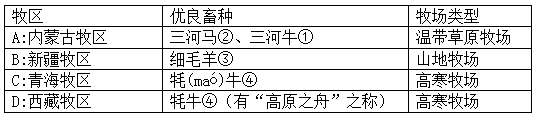 牧区 优良畜种 牧场类型
A:内蒙古牧区 三河马②、三河牛① 温带草原牧场
B:新疆牧区 细毛羊③ 山地牧场
C:青海牧区 牦(maó)牛④ 高寒牧场
D:西藏牧区 牦牛④（有“高原之舟”之称） 高寒牧场